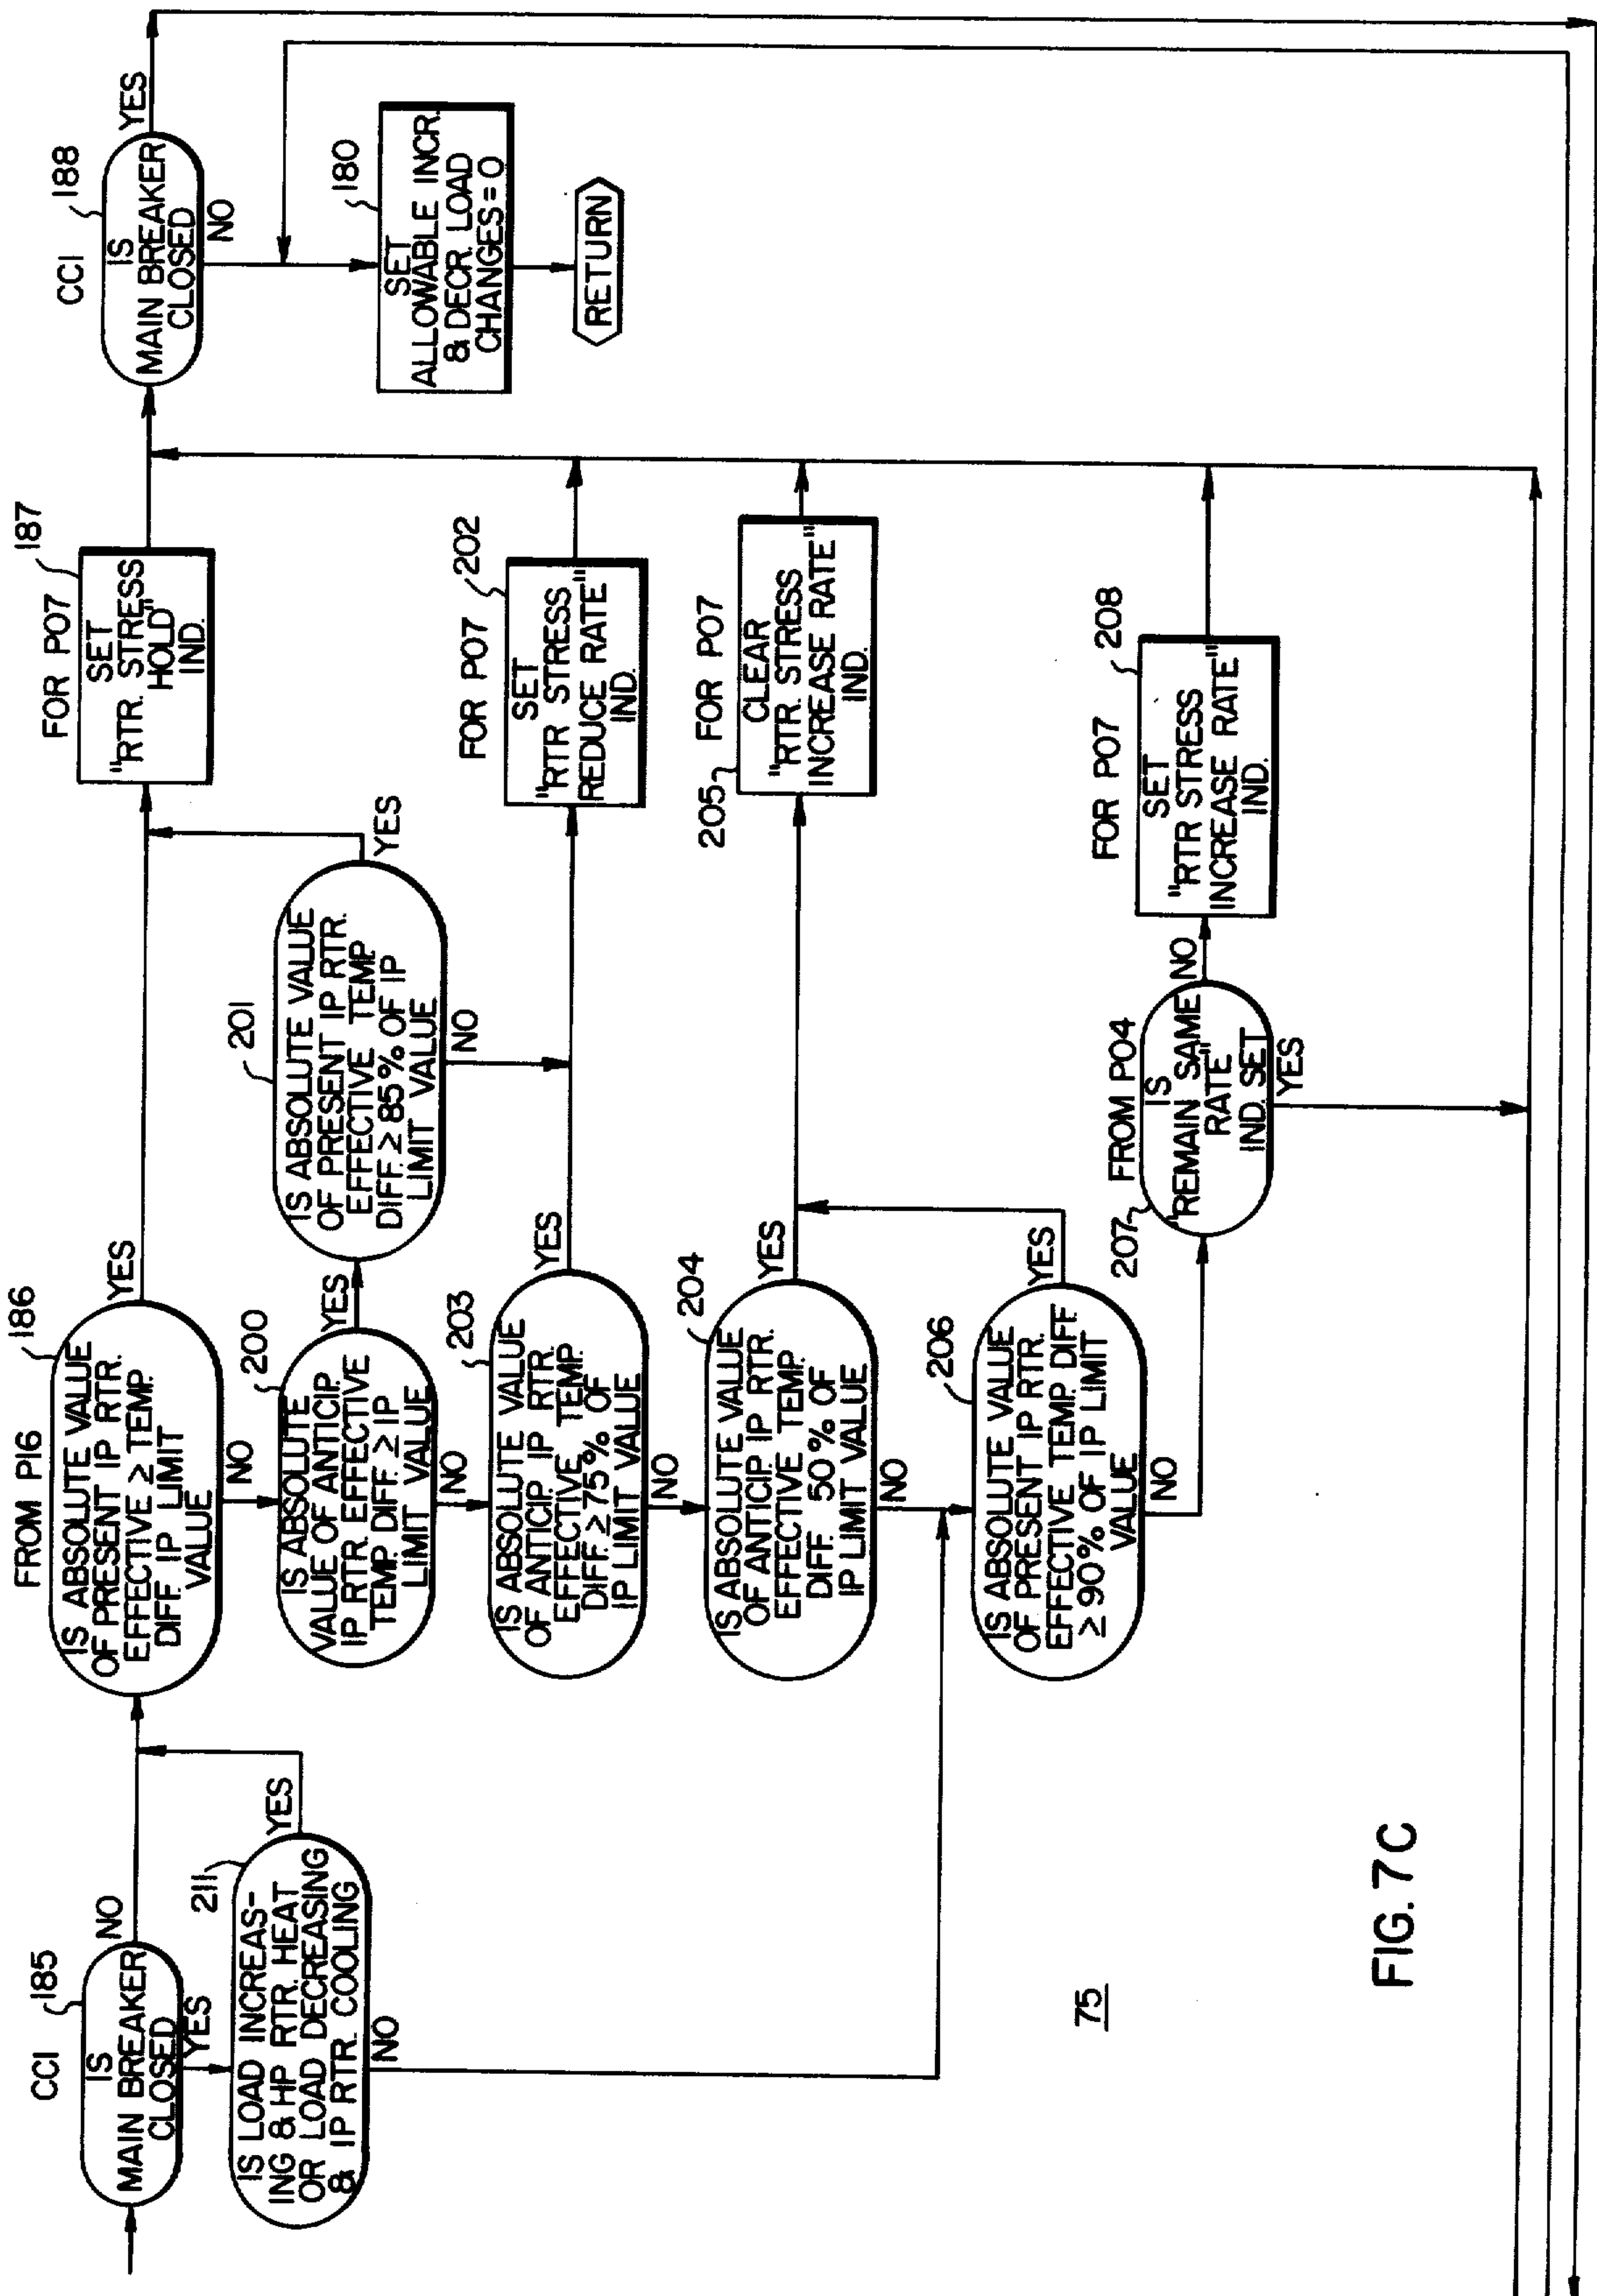 CCI
185
IS
MAIN BREAKER
CLOSED
NO
YES
211
IS LOAD INCREAS-
ING & HP RTR. HEAT
OR LOAD DECREASING
& IP RTR. COOLING
YES
NO
FROM P16
186
IS ABSOLUTE VALUE
OF PRESENT IP RTR.
EFFECTIVE ≥ TEMP.
DIFF. IP LIMIT
VALUE
YES
NO
200
IS ABSOLUTE
VALUE OF ANTICIP.
IP RTR. EFFECTIVE
TEMP. DIFF. ≥ IP
LIMIT VALUE
YES
NO
201
IS ABSOLUTE VALUE
OF PRESENT IP RTR.
EFFECTIVE TEMP.
DIFF. ≥ 85% OF IP
LIMIT VALUE
YES
NO
203
IS ABSOLUTE VALUE
OF ANTICIP. IP RTR.
EFFECTIVE TEMP.
DIFF. ≥ 75% OF
IP LIMIT VALUE
YES
NO
204
IS ABSOLUTE VALUE
OF ANTICIP. IP RTR.
EFFECTIVE TEMP.
DIFF. 50% OF
IP LIMIT VALUE
YES
NO
206
IS ABSOLUTE VALUE
OF PRESENT IP RTR.
EFFECTIVE TEMP. DIFF.
≥ 90% OF IP LIMIT
VALUE
YES
NO
FROM P04
207
IS
"REMAIN SAME
RATE"
IND. SET
NO
YES
FOR P07
187
SET
"RTR. STRESS
HOLD"
IND.
FOR P07
202
SET
"RTR STRESS
REDUCE RATE"
IND.
205
FOR P07
CLEAR
"RTR. STRESS
INCREASE RATE"
IND.
FOR P07
208
SET
"RTR STRESS
INCREASE RATE"
IND.
CCI
188
IS
MAIN BREAKER
CLOSED
YES
NO
180
SET
ALLOWABLE INCR.
& DECR. LOAD
CHANGES = 0
RETURN
75
FIG. 7C